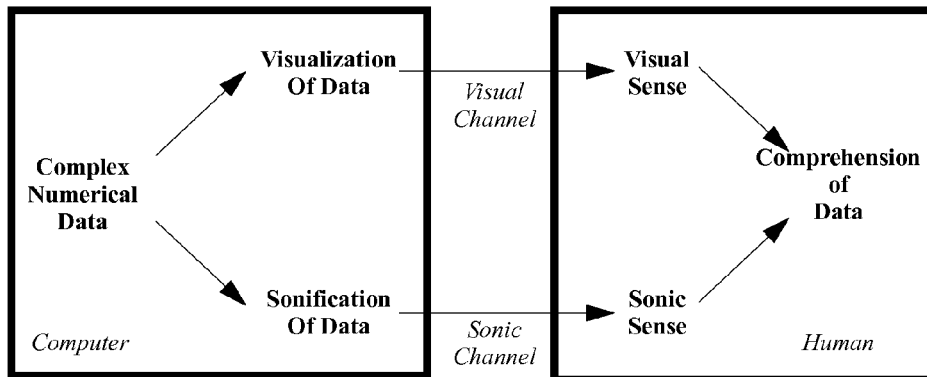 Visualization
Of Data
Visual
Channel
Visual
Sense
Complex
Numerical
Data
Comprehension
of
Data
Sonification
Of Data
Sonic
Channel
Sonic
Sense
Computer
Human